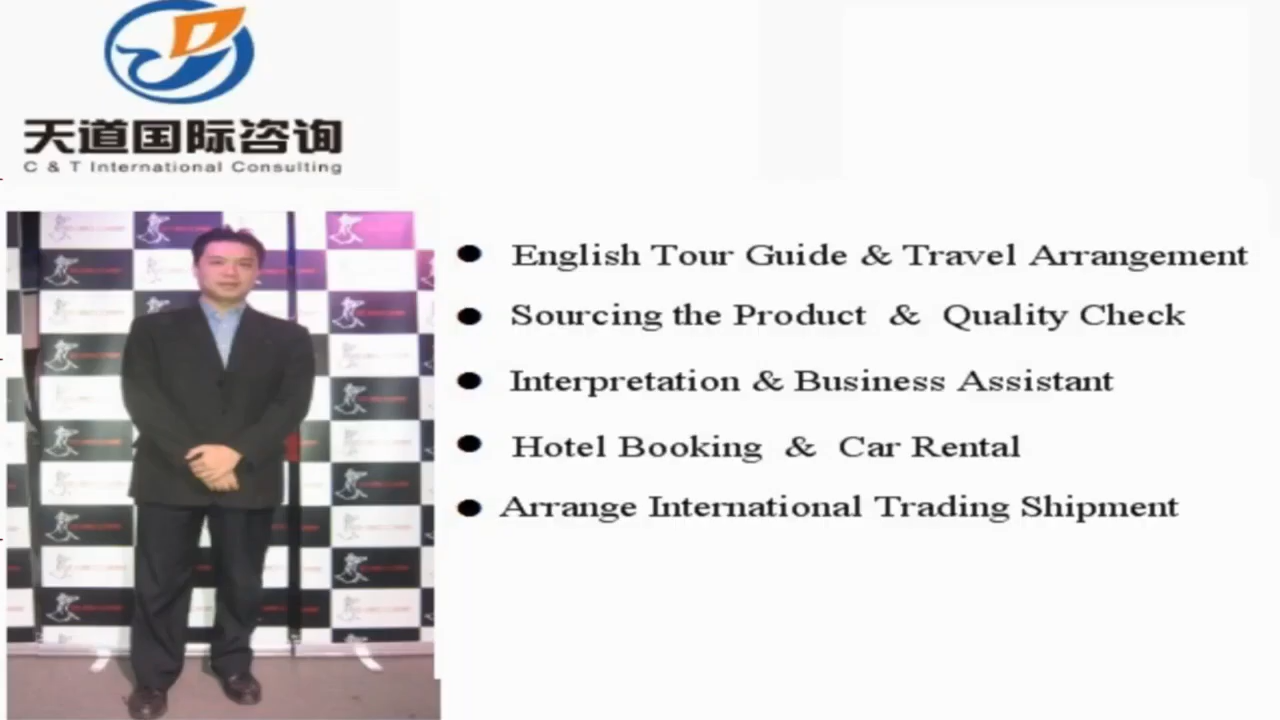 天道国际咨询
C & T International Consulting
English Tour Guide & Travel Arrangement
Sourcing the Product & Quality Check
Interpretation & Business Assistant
Hotel Booking & Car Rental
Arrange International Trading Shipment